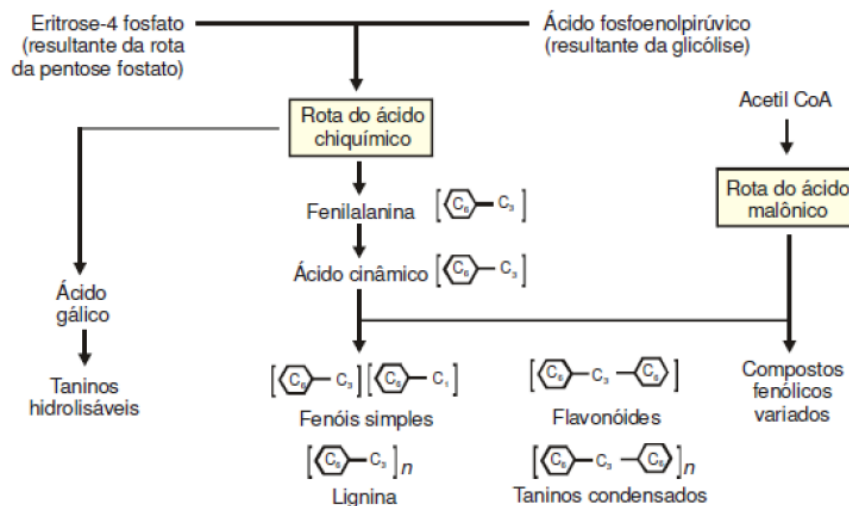 Eritrose-4 fosfato
(resultante da rota
da pentose fostato)
Ácido fosfoenolpirúvico
(resultante da glicólise)
Rota do ácido
chiquímico
Acetil CoA
Rota do ácido
malônico
Fenilalanina [C₆ C₃]
Ácido cinâmico [C₆ C₃]
Ácido
gálico
Taninos
hidrolisáveis
[C₆ C₃] [C₆ C₁]
Fenóis simples
[C₆ C₃ C₆]
Flavonóides
Compostos
fenólicos
variados
[C₆ C₃]n
Lignina
[C₆ C₃ C₆]n
Taninos condensados